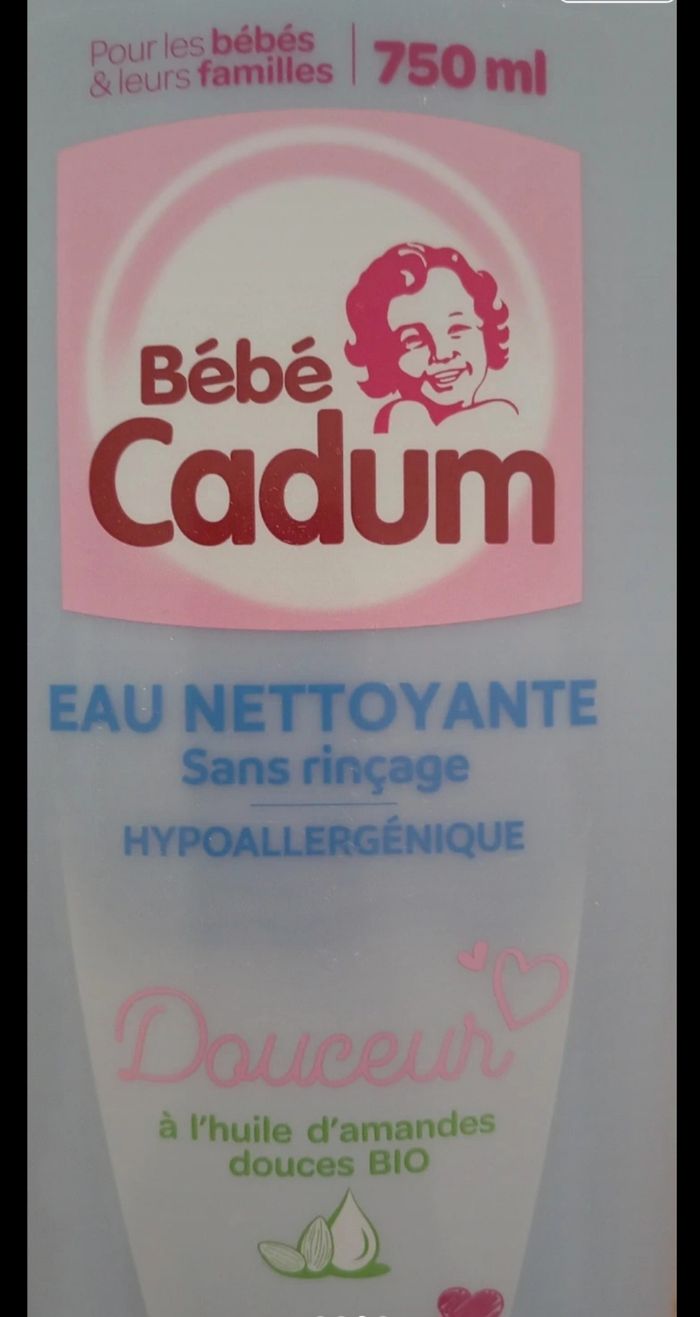 Pour les bébés
& leurs familles
750 ml
Bébé
Cadum
EAU NETTOYANTE
Sans rinçage
HYPOALLERGÉNIQUE
Douceur
à l'huile d'amandes
douces BIO